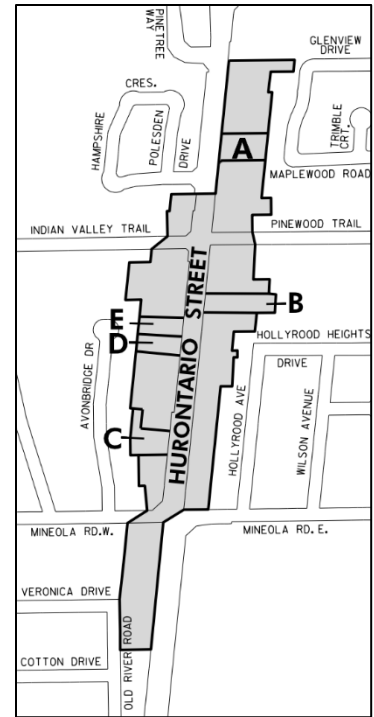 PINETREE
WAY
GLENVIEW
DRIVE
CRES.
HAMPSHIRE
POLESDEN
DRIVE
TRIMBLE
CRT.
A
MAPLEWOOD ROAD
INDIAN VALLEY TRAIL
PINEWOOD TRAIL
HURONTARIO STREET
B
E
D
HOLLYROOD HEIGHTS
DRIVE
AVONBRIDGE DR
C
HOLLYROOD AVE
WILSON AVENUE
MINEOLA RD.W.
MINEOLA RD. E.
VERONICA DRIVE
OLD RIVER ROAD
COTTON DRIVE